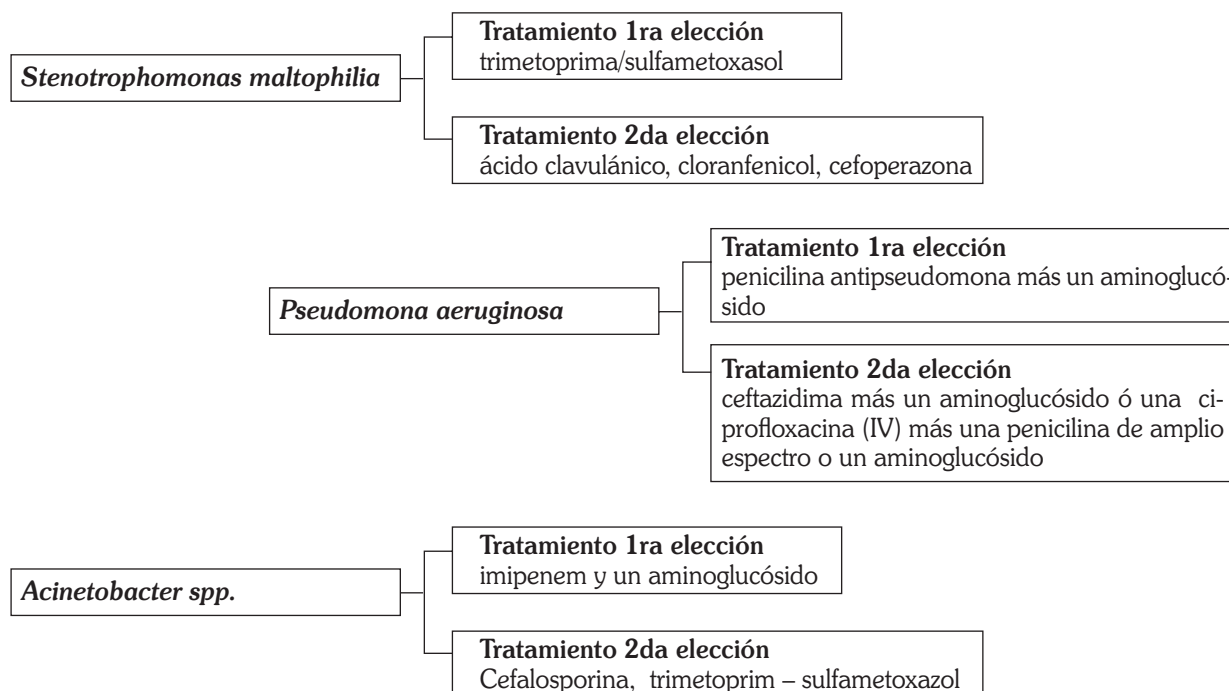 Tratamiento 1ra elección
trimetoprima/sulfametoxasol
Stenotrophomonas maltophilia
Tratamiento 2da elección
ácido clavulánico, cloranfenicol, cefoperazona
Tratamiento 1ra elección
penicilina antipseudomona más un aminoglucó-
sido
Pseudomona aeruginosa
Tratamiento 2da elección
ceftazidima más un aminoglucósido ó una ci-
profloxacina (IV) más una penicilina de amplio
espectro o un aminoglucósido
Tratamiento 1ra elección
imipenem y un aminoglucósido
Acinetobacter spp.
Tratamiento 2da elección
Cefalosporina, trimetoprim – sulfametoxazol